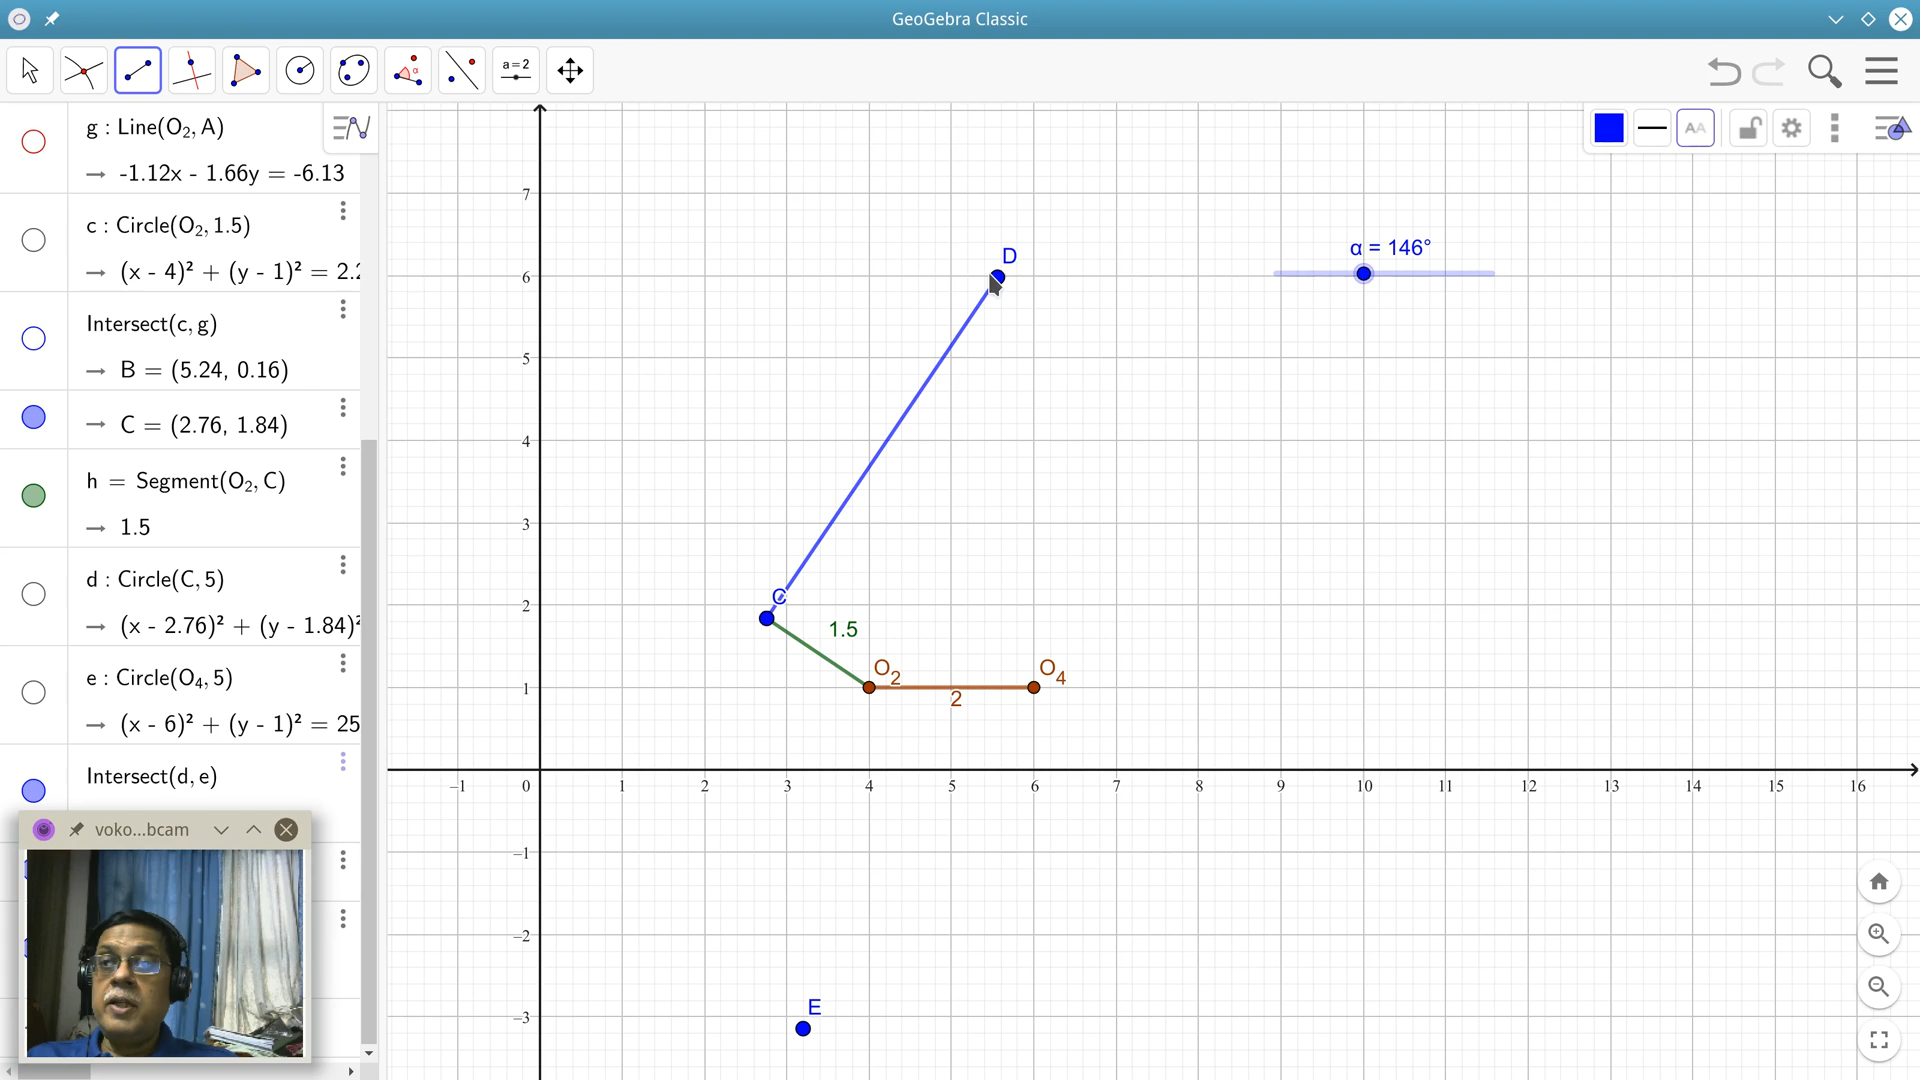 GeoGebra Classic
a=2
g : Line(O₂, A)
→ -1.12x - 1.66y = -6.13
c : Circle(O₂, 1.5)
→ (x - 4)² + (y - 1)² = 2.2
Intersect(c, g)
→ B = (5.24, 0.16)
→ C = (2.76, 1.84)
h = Segment(O₂, C)
→ 1.5
d : Circle(C, 5)
→ (x - 2.76)² + (y - 1.84)²
e : Circle(O₄, 5)
→ (x - 6)² + (y - 1)² = 25
Intersect(d, e)
voko...bcam
AA
α = 146°
D
C
1.5
O₂
O₄
2
E
7
6
5
4
3
2
1
−1
0
1
2
3
4
5
6
7
8
9
10
11
12
13
14
15
16
−1
−2
−3